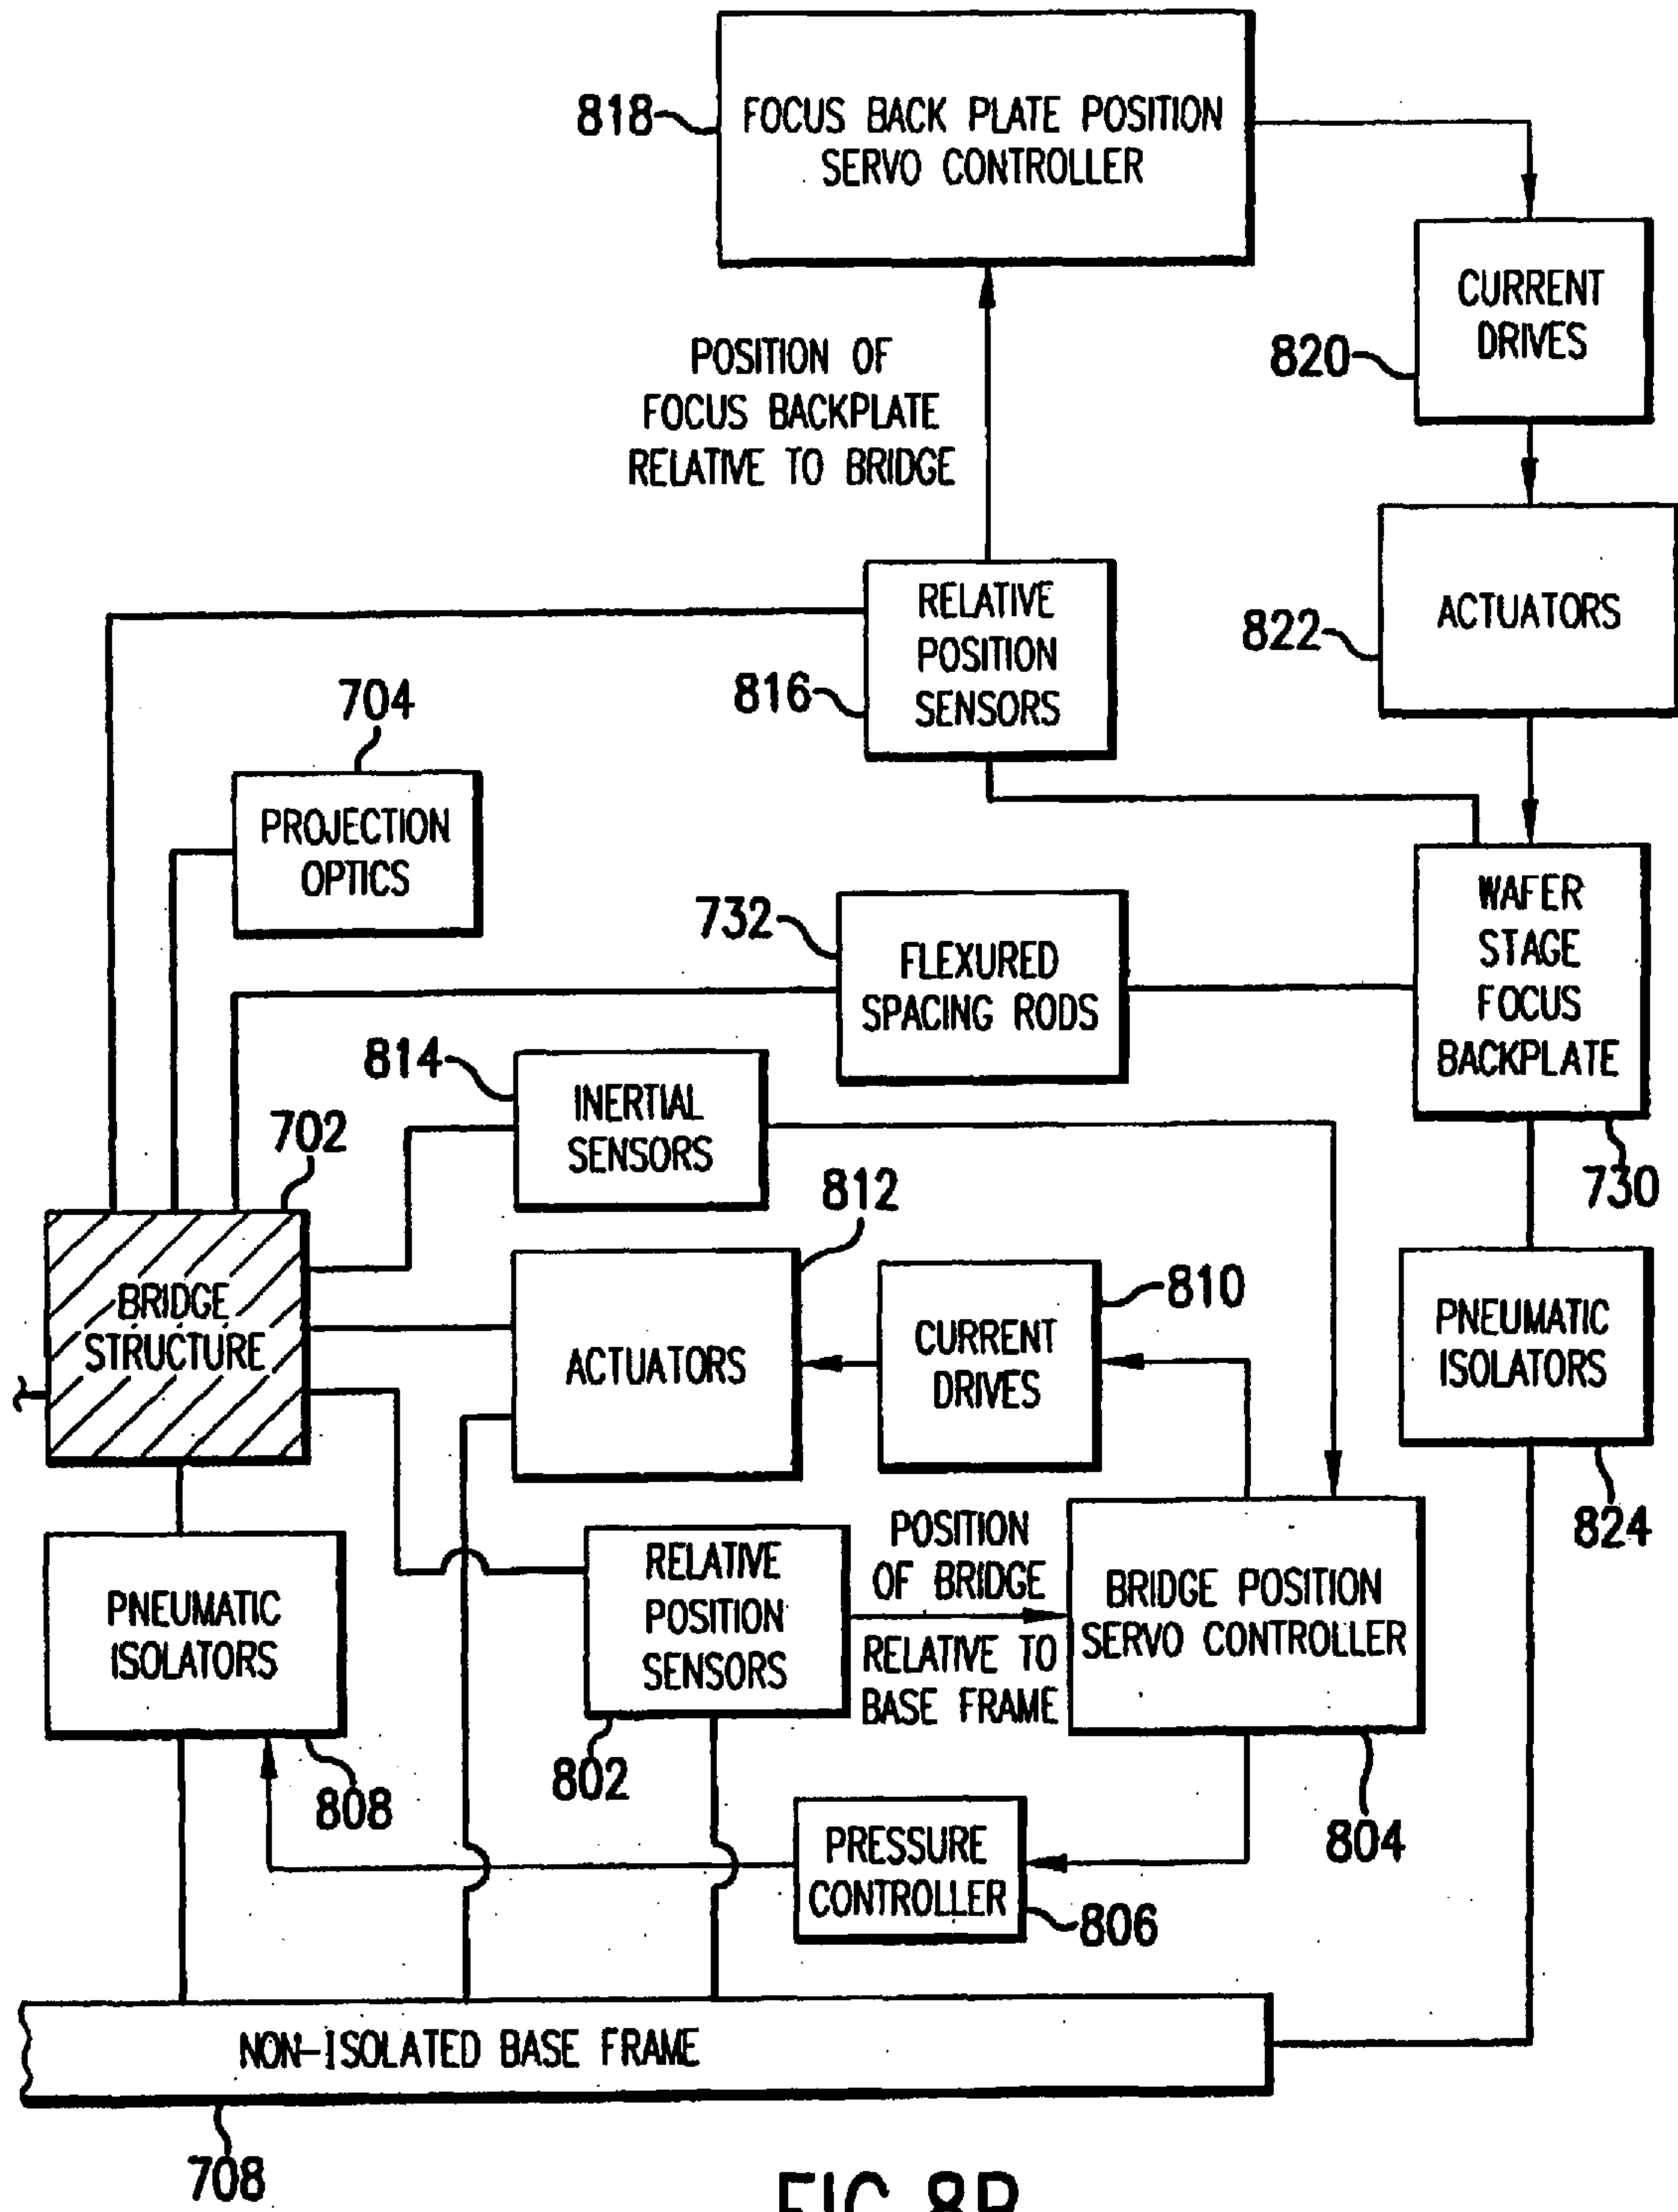 818
FOCUS BACK PLATE POSITION
SERVO CONTROLLER
CURRENT
DRIVES
820
POSITION OF
FOCUS BACKPLATE
RELATIVE TO BRIDGE
RELATIVE
POSITION
SENSORS
816
ACTUATORS
822
704
PROJECTION
OPTICS
732
FLEXURED
SPACING RODS
WAFER
STAGE
FOCUS
BACKPLATE
730
814
INERTIAL
SENSORS
702
BRIDGE
STRUCTURE
812
ACTUATORS
810
CURRENT
DRIVES
PNEUMATIC
ISOLATORS
824
PNEUMATIC
ISOLATORS
808
RELATIVE
POSITION
SENSORS
802
POSITION
OF BRIDGE
RELATIVE TO
BASE FRAME
BRIDGE POSITION
SERVO CONTROLLER
804
PRESSURE
CONTROLLER
806
NON-ISOLATED BASE FRAME
708
FIG. 8B